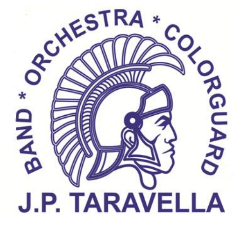 BAND * ORCHESTRA * COLORGUARD
J.P. TARAVELLA